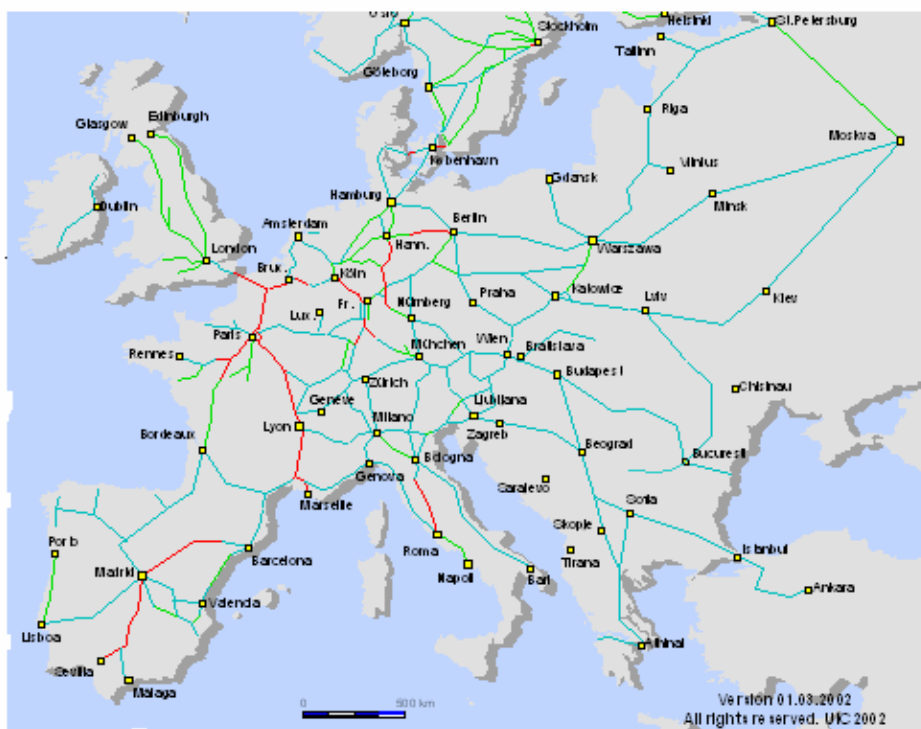 Oslo
Stockholm
Helsinki
St.Petersburg
Tallinn
Göteborg
Riga
Moskva
Glasgow
Edinburgh
København
Vilnius
Minsk
Gdansk
Hamburg
Dublin
Amsterdam
Berlin
Warszawa
London
Hann.
Brux.
Köln
Katowice
Kiev
Lviv
Fr.
Nürnberg
Praha
Lux.
Paris
München
Wien
Bratislava
Rennes
Budapest
Zürich
Chisinau
Genève
Milano
Ljubljana
Lyon
Zagreb
Bordeaux
Beograd
Bucuresti
Bologna
Genova
Sarajevo
Marseille
Sofia
Skopje
Porto
Roma
Tirana
Istanbul
Barcelona
Madrid
Napoli
Bari
Ankara
Valencia
Lisboa
Athinai
Sevilla
Málaga
500 km
0
Version 01.03.2002
All rights reserved. UIC 2002